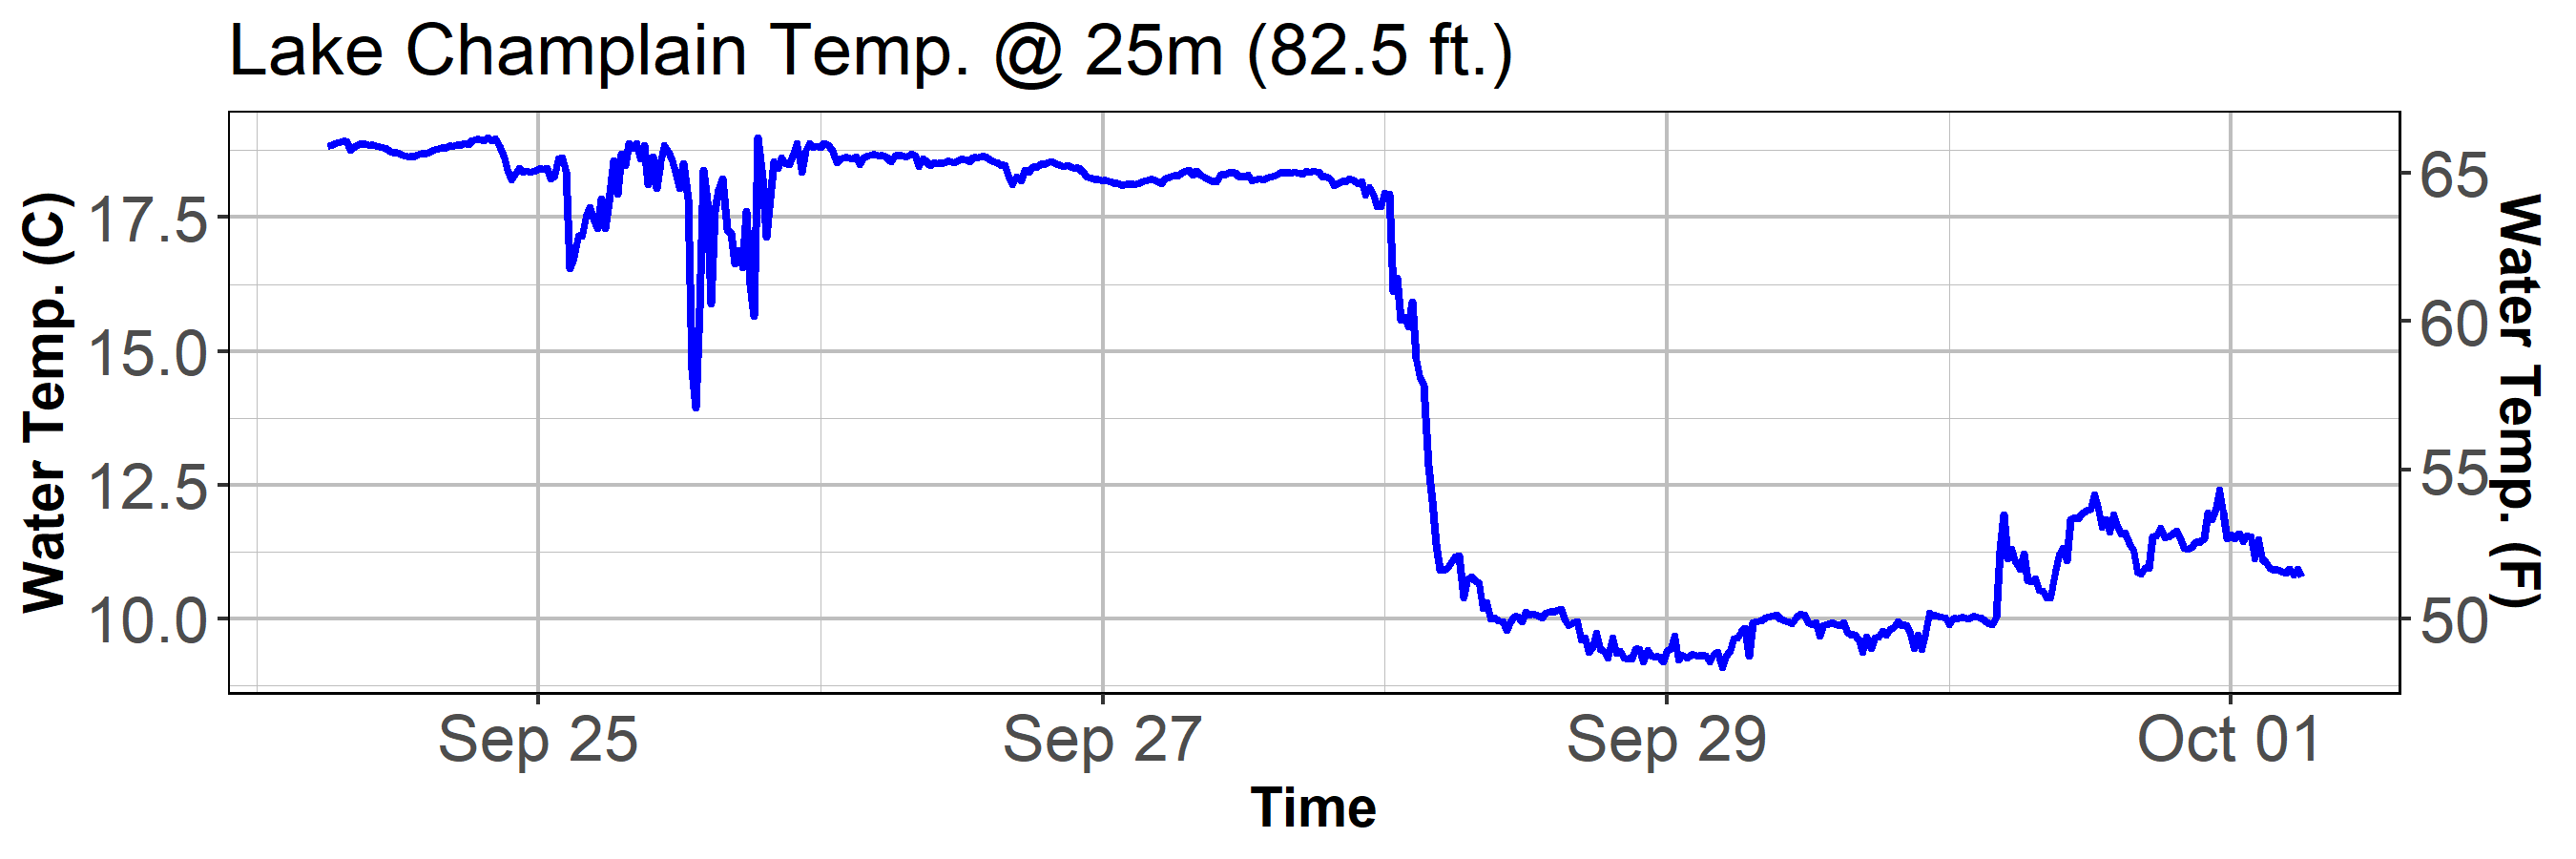 Lake Champlain Temp. @ 25m (82.5 ft.)
Water Temp. (C)
17.5
15.0
12.5
10.0
65
60
55
50
Water Temp. (F)
Sep 25
Sep 27
Sep 29
Oct 01
Time